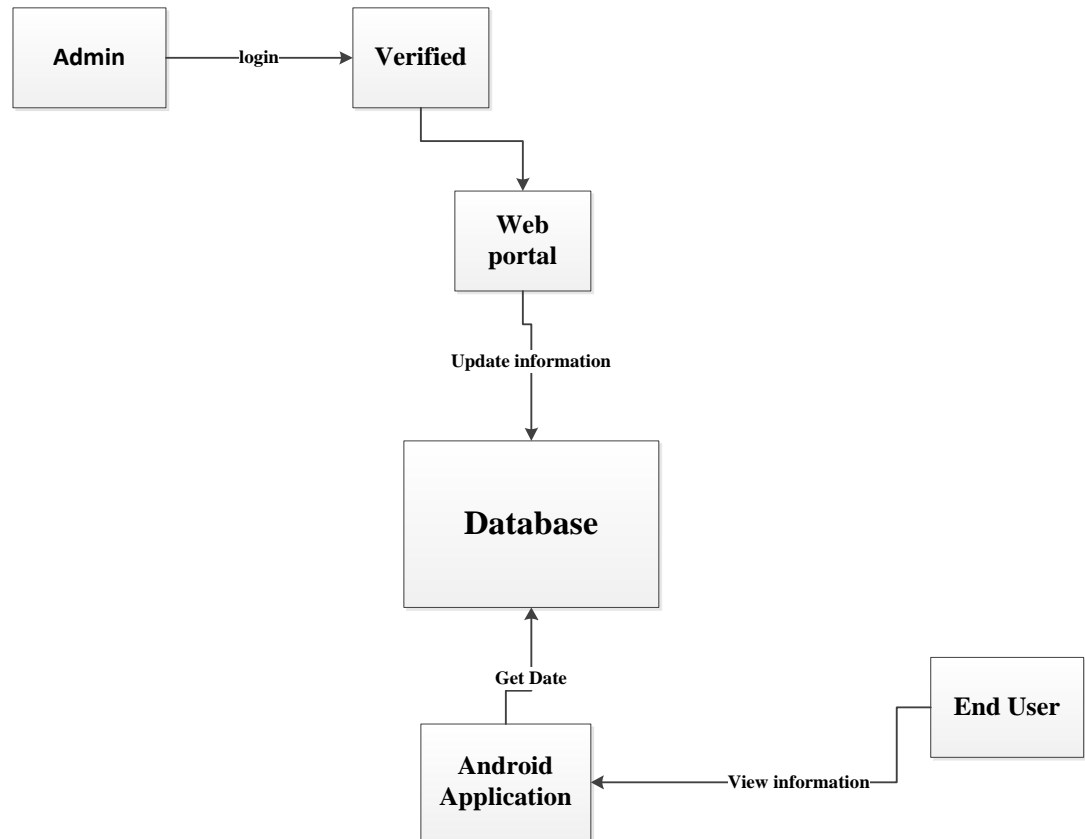 Admin
login
Verified
Web
portal
Update information
Database
Get Date
End User
Android
Application
View information